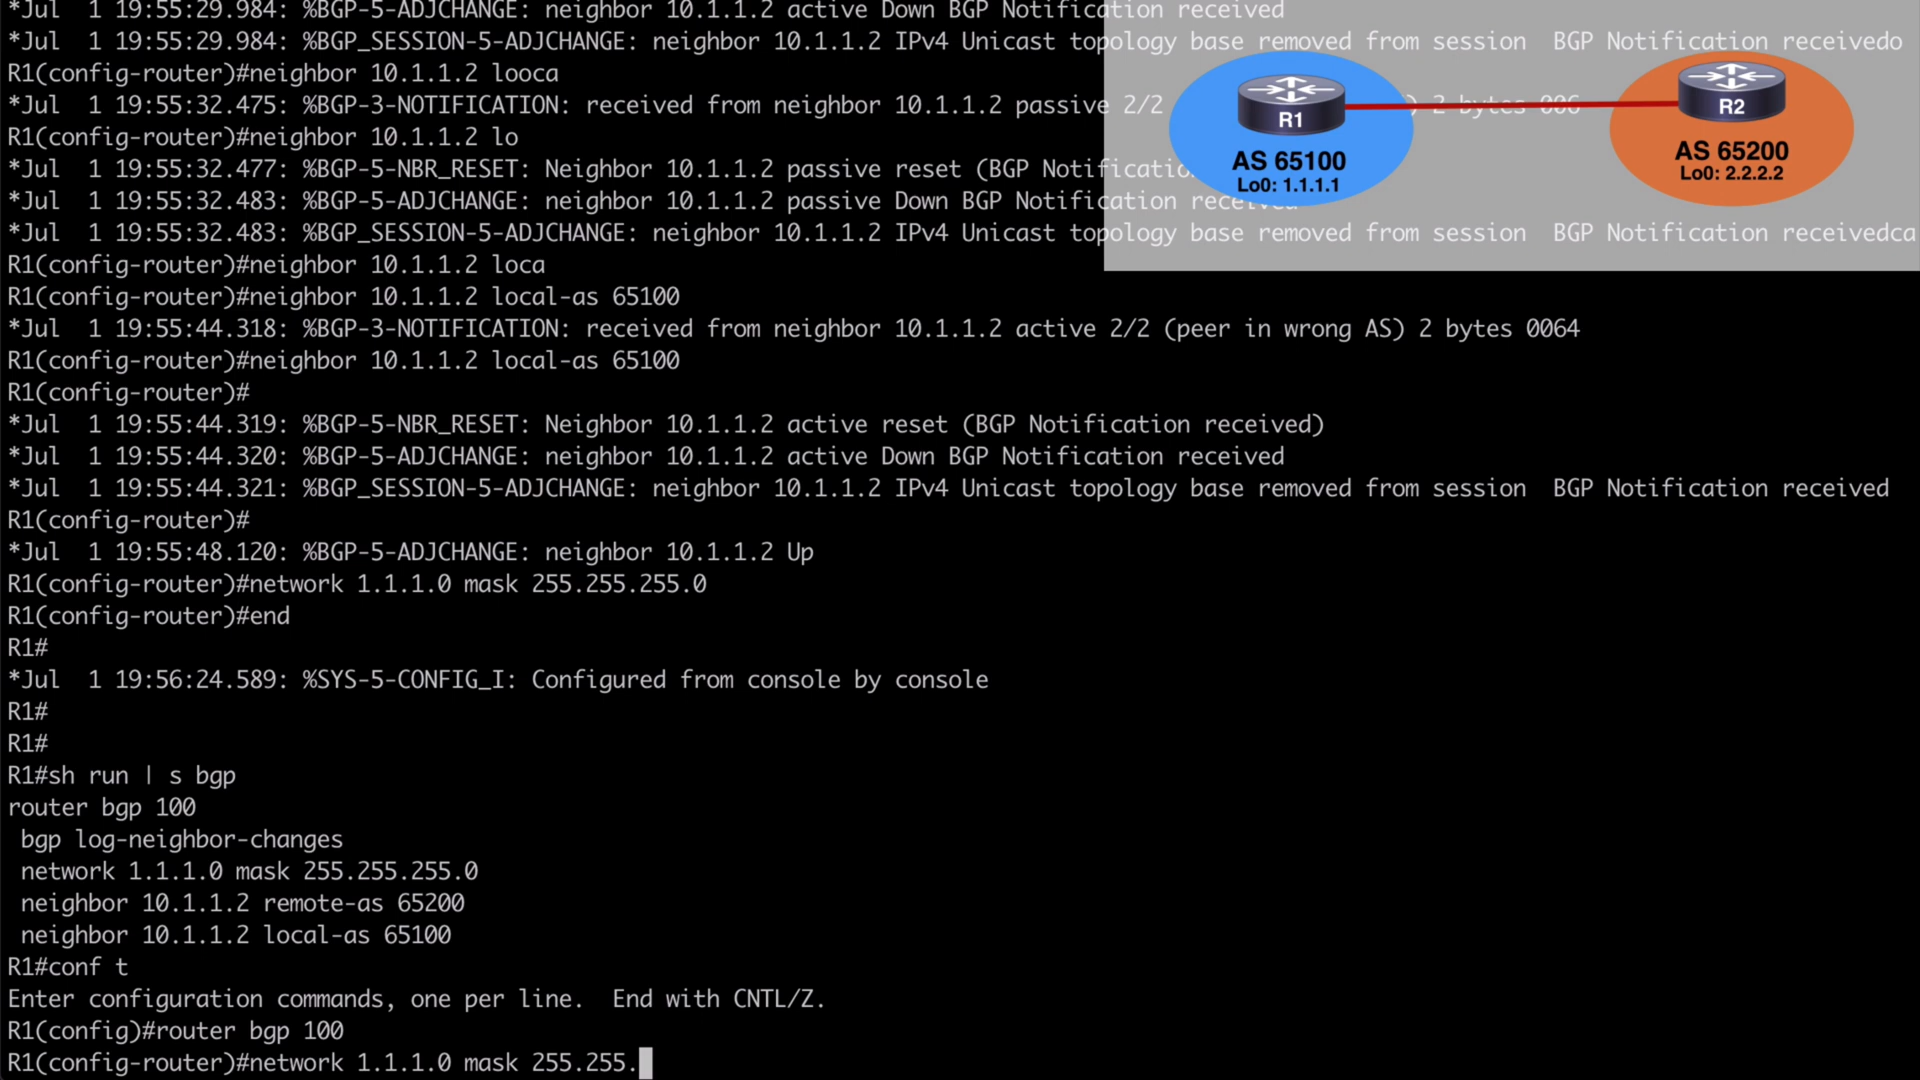 *Jul  1 19:55:29.984: %BGP-5-ADJCHANGE: neighbor 10.1.1.2 active Down BGP Notification received
*Jul  1 19:55:29.984: %BGP_SESSION-5-ADJCHANGE: neighbor 10.1.1.2 IPv4 Unicast topology base removed from session  BGP Notification receivedo
R1(config-router)#neighbor 10.1.1.2 looca
*Jul  1 19:55:32.475: %BGP-3-NOTIFICATION: received from neighbor 10.1.1.2 passive 2/2 ) 2 bytes 006
R1(config-router)#neighbor 10.1.1.2 lo
*Jul  1 19:55:32.477: %BGP-5-NBR_RESET: Neighbor 10.1.1.2 passive reset (BGP
*Jul  1 19:55:32.483: %BGP-5-ADJCHANGE: neighbor 10.1.1.2 passive Down BGP Notification received
*Jul  1 19:55:32.483: %BGP_SESSION-5-ADJCHANGE: neighbor 10.1.1.2 IPv4 Unicast topology base removed from session  BGP Notification receivedca
R1
AS 65100
Lo0: 1.1.1.1
R2
AS 65200
Lo0: 2.2.2.2
R1(config-router)#neighbor 10.1.1.2 loca
R1(config-router)#neighbor 10.1.1.2 local-as 65100
*Jul  1 19:55:44.318: %BGP-3-NOTIFICATION: received from neighbor 10.1.1.2 active 2/2 (peer in wrong AS) 2 bytes 0064
R1(config-router)#neighbor 10.1.1.2 local-as 65100
R1(config-router)#
*Jul  1 19:55:44.319: %BGP-5-NBR_RESET: Neighbor 10.1.1.2 active reset (BGP Notification received)
*Jul  1 19:55:44.320: %BGP-5-ADJCHANGE: neighbor 10.1.1.2 active Down BGP Notification received
*Jul  1 19:55:44.321: %BGP_SESSION-5-ADJCHANGE: neighbor 10.1.1.2 IPv4 Unicast topology base removed from session  BGP Notification received
R1(config-router)#
*Jul  1 19:55:48.120: %BGP-5-ADJCHANGE: neighbor 10.1.1.2 Up
R1(config-router)#network 1.1.1.0 mask 255.255.255.0
R1(config-router)#end
R1#
*Jul  1 19:56:24.589: %SYS-5-CONFIG_I: Configured from console by console
R1#
R1#
R1#sh run | s bgp
router bgp 100
 bgp log-neighbor-changes
 network 1.1.1.0 mask 255.255.255.0
 neighbor 10.1.1.2 remote-as 65200
 neighbor 10.1.1.2 local-as 65100
R1#conf t
Enter configuration commands, one per line.  End with CNTL/Z.
R1(config)#router bgp 100
R1(config-router)#network 1.1.1.0 mask 255.255.